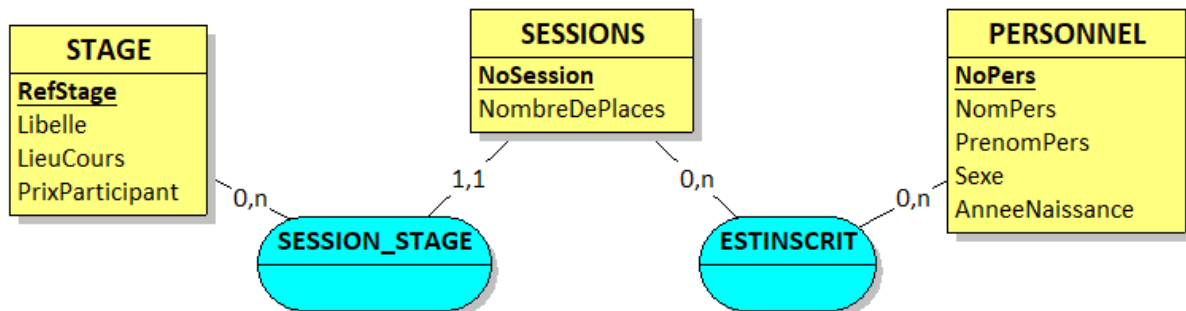 STAGE
RefStage
Libelle
LieuCours
PrixParticipant
SESSIONS
NoSession
NombreDePlaces
PERSONNEL
NoPers
NomPers
PrenomPers
Sexe
AnneeNaissance
0,n
1,1
0,n
0,n
SESSION_STAGE
ESTINSCRIT